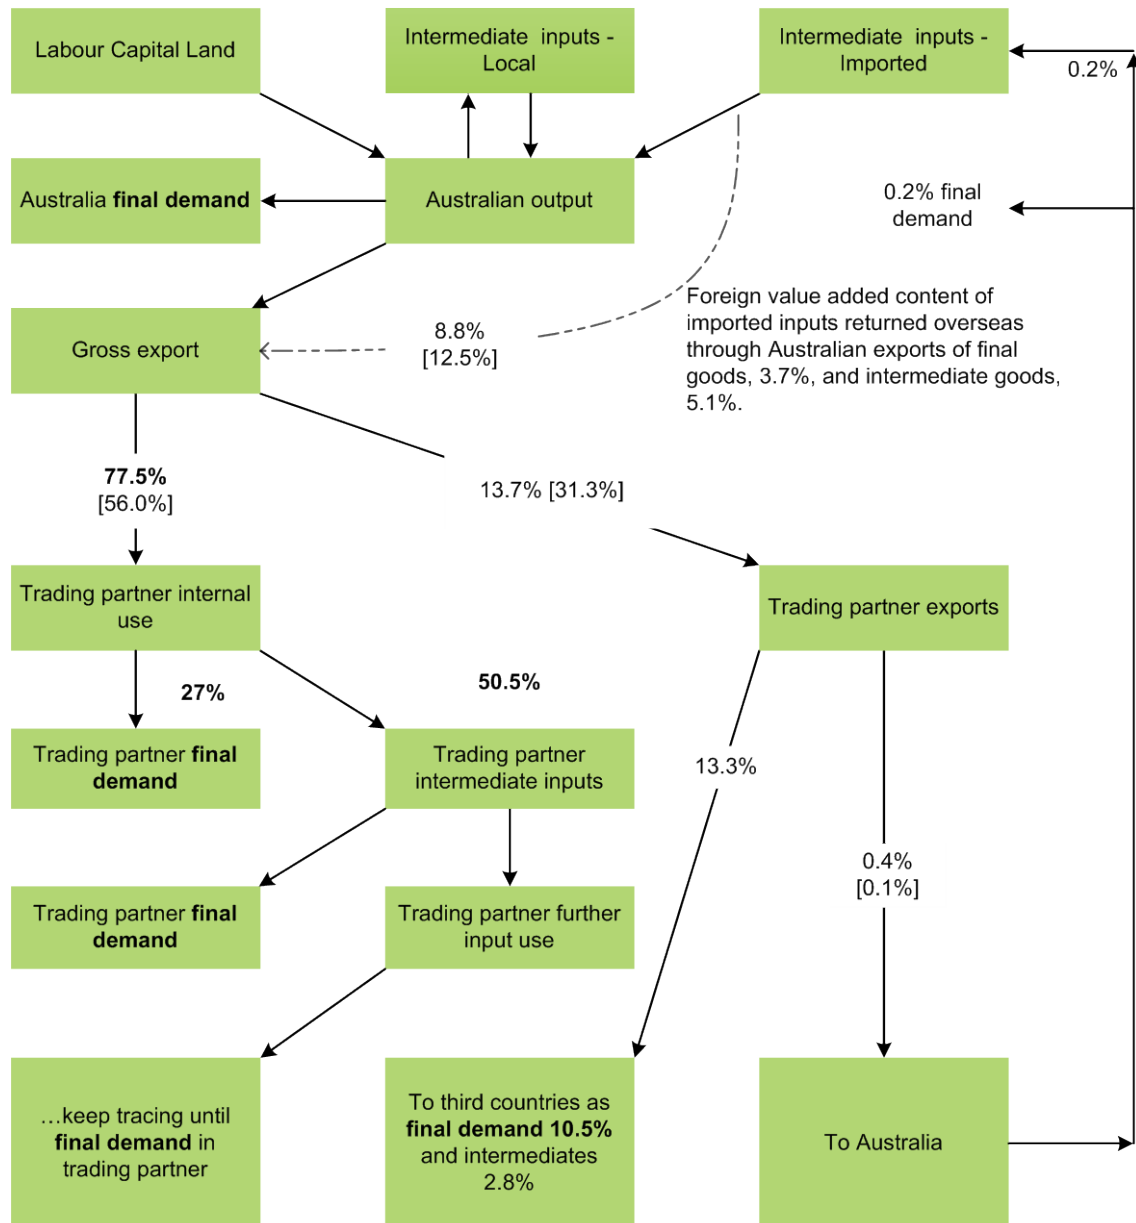 Labour Capital Land
Intermediate inputs -
Local
Intermediate inputs -
Imported
0.2%
Australia final demand
Australian output
0.2% final
demand
Gross export
8.8%
[12.5%]
Foreign value added content of
imported inputs returned overseas
through Australian exports of final
goods, 3.7%, and intermediate goods,
5.1%.
77.5%
[56.0%]
13.7% [31.3%]
Trading partner internal
use
Trading partner exports
27%
50.5%
Trading partner final
demand
Trading partner
intermediate inputs
13.3%
0.4%
[0.1%]
Trading partner final
demand
Trading partner further
input use
…keep tracing until
final demand in
trading partner
To third countries as
final demand 10.5%
and intermediates
2.8%
To Australia